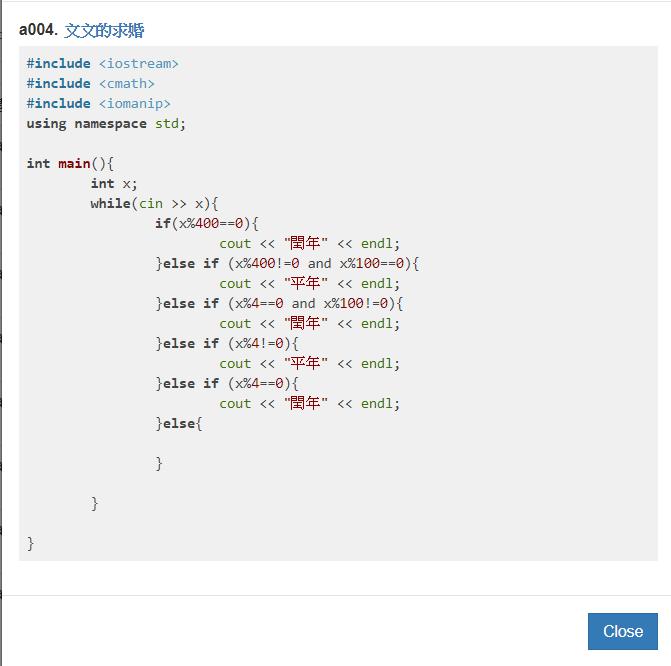 a004. 文文的求婚
#include <iostream>
#include <cmath>
#include <iomanip>
using namespace std;
int main(){
int x;
while(cin >> x){
if(x%400==0){
cout << "閏年" << endl;
}else if (x%400!=0 and x%100==0){
cout << "平年" << endl;
}else if (x%4==0 and x%100!=0){
cout << "閏年" << endl;
}else if (x%4!=0){
cout << "平年" << endl;
}else if (x%4==0){
cout << "閏年" << endl;
}else{
}
}
}
Close